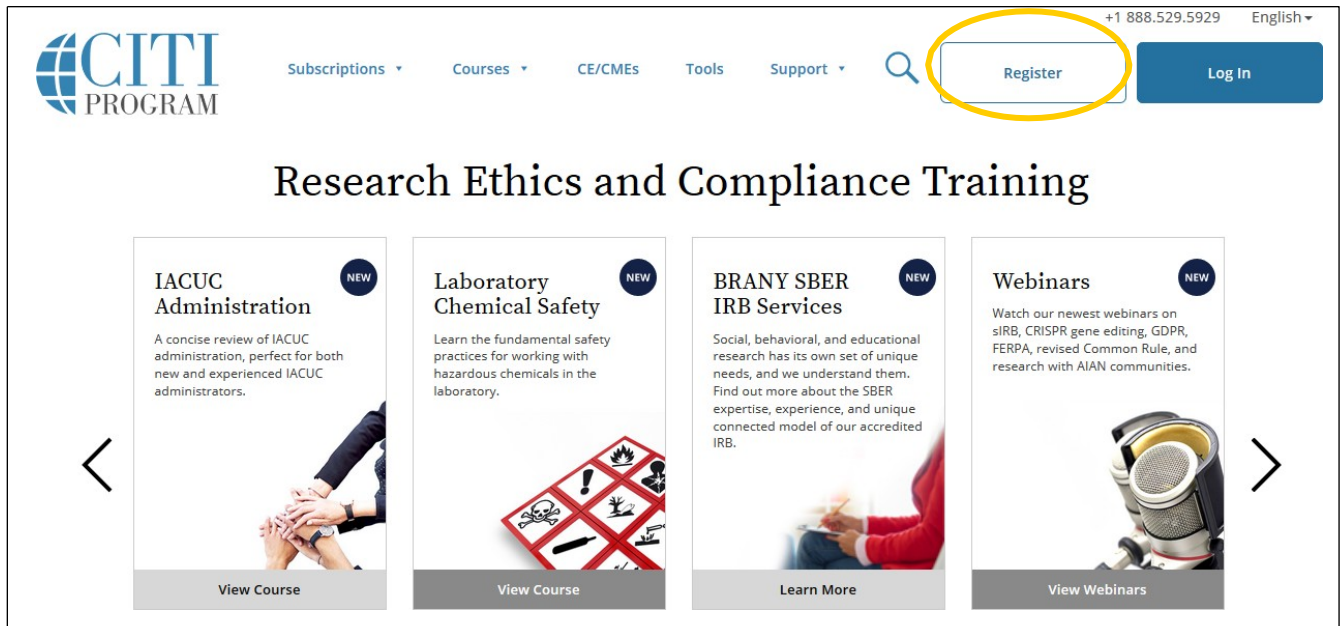 +1 888.529.5929 English
CITI
PROGRAM
Subscriptions Courses CE/CMEs Tools Support Register Log In
Research Ethics and Compliance Training
IACUC
Administration
NEW
A concise review of IACUC
administration, perfect for both
new and experienced IACUC
administrators.
View Course
Laboratory
Chemical Safety
NEW
Learn the fundamental safety
practices for working with
hazardous chemicals in the
laboratory.
View Course
BRANY SBER
IRB Services
NEW
Social, behavioral, and educational
research has its own set of unique
needs, and we understand them.
Find out more about the SBER
expertise, experience, and unique
connected model of our accredited
IRB.
Learn More
Webinars
NEW
Watch our newest webinars on
sIRB, CRISPR gene editing, GDPR,
FERPA, revised Common Rule, and
research with AIAN communities.
View Webinars